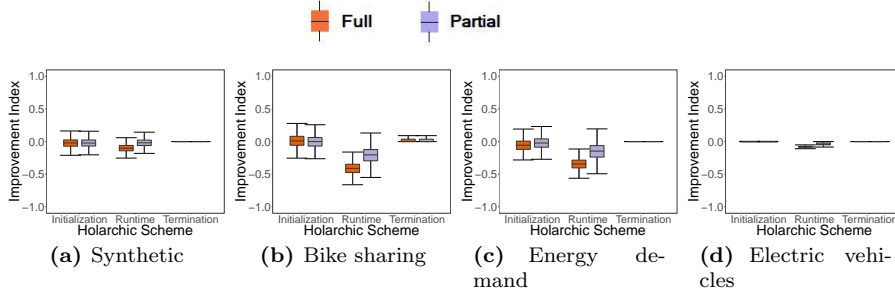 Full Partial
Improvement Index
1.0
0.5
0.0
−0.5
−1.0
Initialization Runtime Termination
Holarchic Scheme
(a) Synthetic
Improvement Index
1.0
0.5
0.0
−0.5
−1.0
Initialization Runtime Termination
Holarchic Scheme
(b) Bike sharing
Improvement Index
1.0
0.5
0.0
−0.5
−1.0
Initialization Runtime Termination
Holarchic Scheme
(c) Energy de-
mand
Improvement Index
1.0
0.5
0.0
−0.5
−1.0
Initialization Runtime Termination
Holarchic Scheme
(d) Electric vehi-
cles